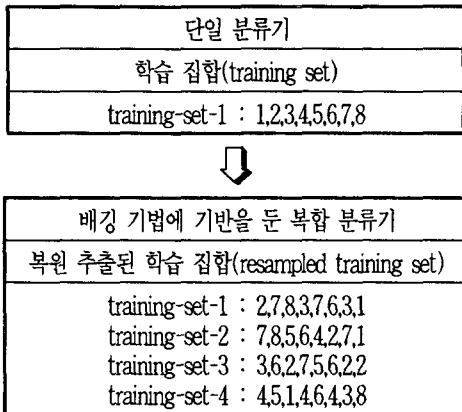 단일 분류기
학습 집합(training set)
training-set-1 : 1,2,3,4,5,6,7,8
배깅 기법에 기반을 둔 복합 분류기
복원 추출된 학습 집합(resampled training set)
training-set-1 : 2,7,8,3,7,6,3,1
training-set-2 : 7,8,5,6,4,2,7,1
training-set-3 : 3,6,2,7,5,6,2,2
training-set-4 : 4,5,1,4,6,4,3,8